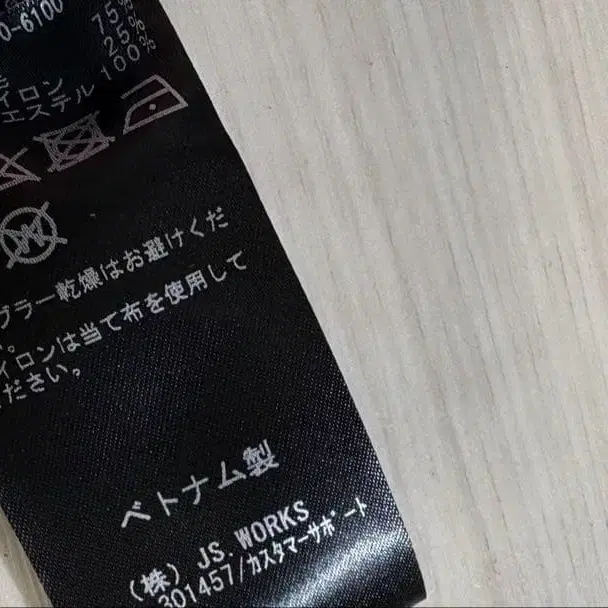 0-6100
75%
25%
イロン
エステル 100%
ブラー乾燥はお避けくだ
イロンは当て布を使用して
ださい。
ベトナム製
(株) JS.WORKS
301457/カスタマーサポート